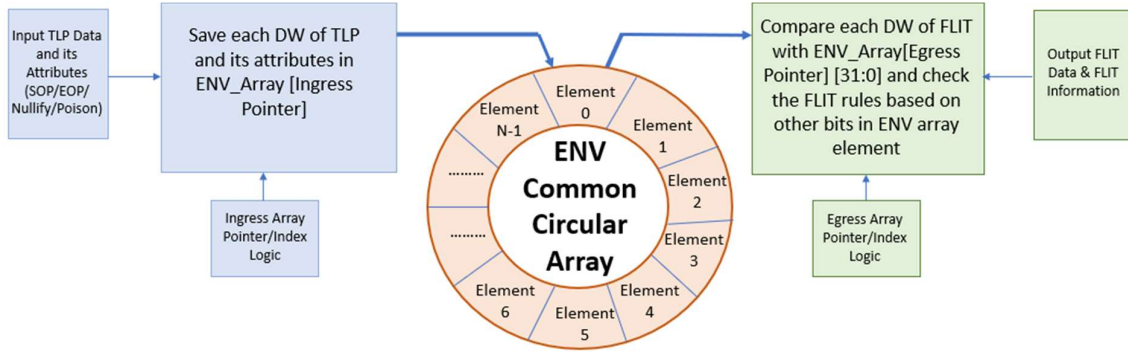 Input TLP Data
and its
Attributes
(SOP/EOP/
Nullify/Poison)
Save each DW of TLP
and its attributes in
ENV_Array [Ingress
Pointer]
Ingress Array
Pointer/Index
Logic
Element
0
Element
1
Element
2
Element
3
Element
4
Element
5
Element
6
.........
.........
Element
N-1
ENV
Common
Circular
Array
Compare each DW of FLIT
with ENV_Array[Egress
Pointer] [31:0] and check
the FLIT rules based on
other bits in ENV array
element
Egress Array
Pointer/Index
Logic
Output FLIT
Data & FLIT
Information